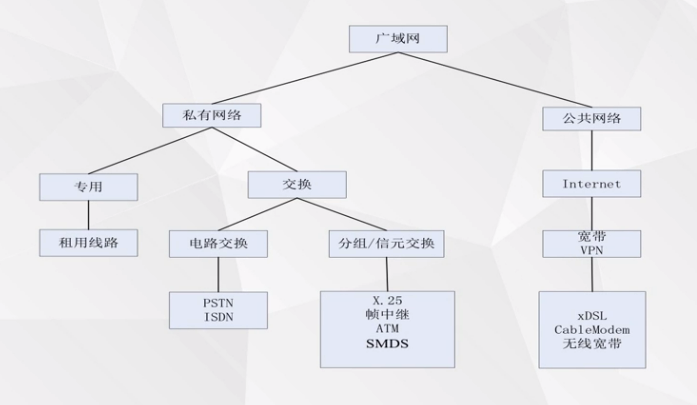 广域网
私有网络
公共网络
专用
交换
Internet
租用线路
电路交换
分组/信元交换
宽带
VPN
PSTN
ISDN
X.25
帧中继
ATM
SMDS
xDSL
CableModem
无线宽带